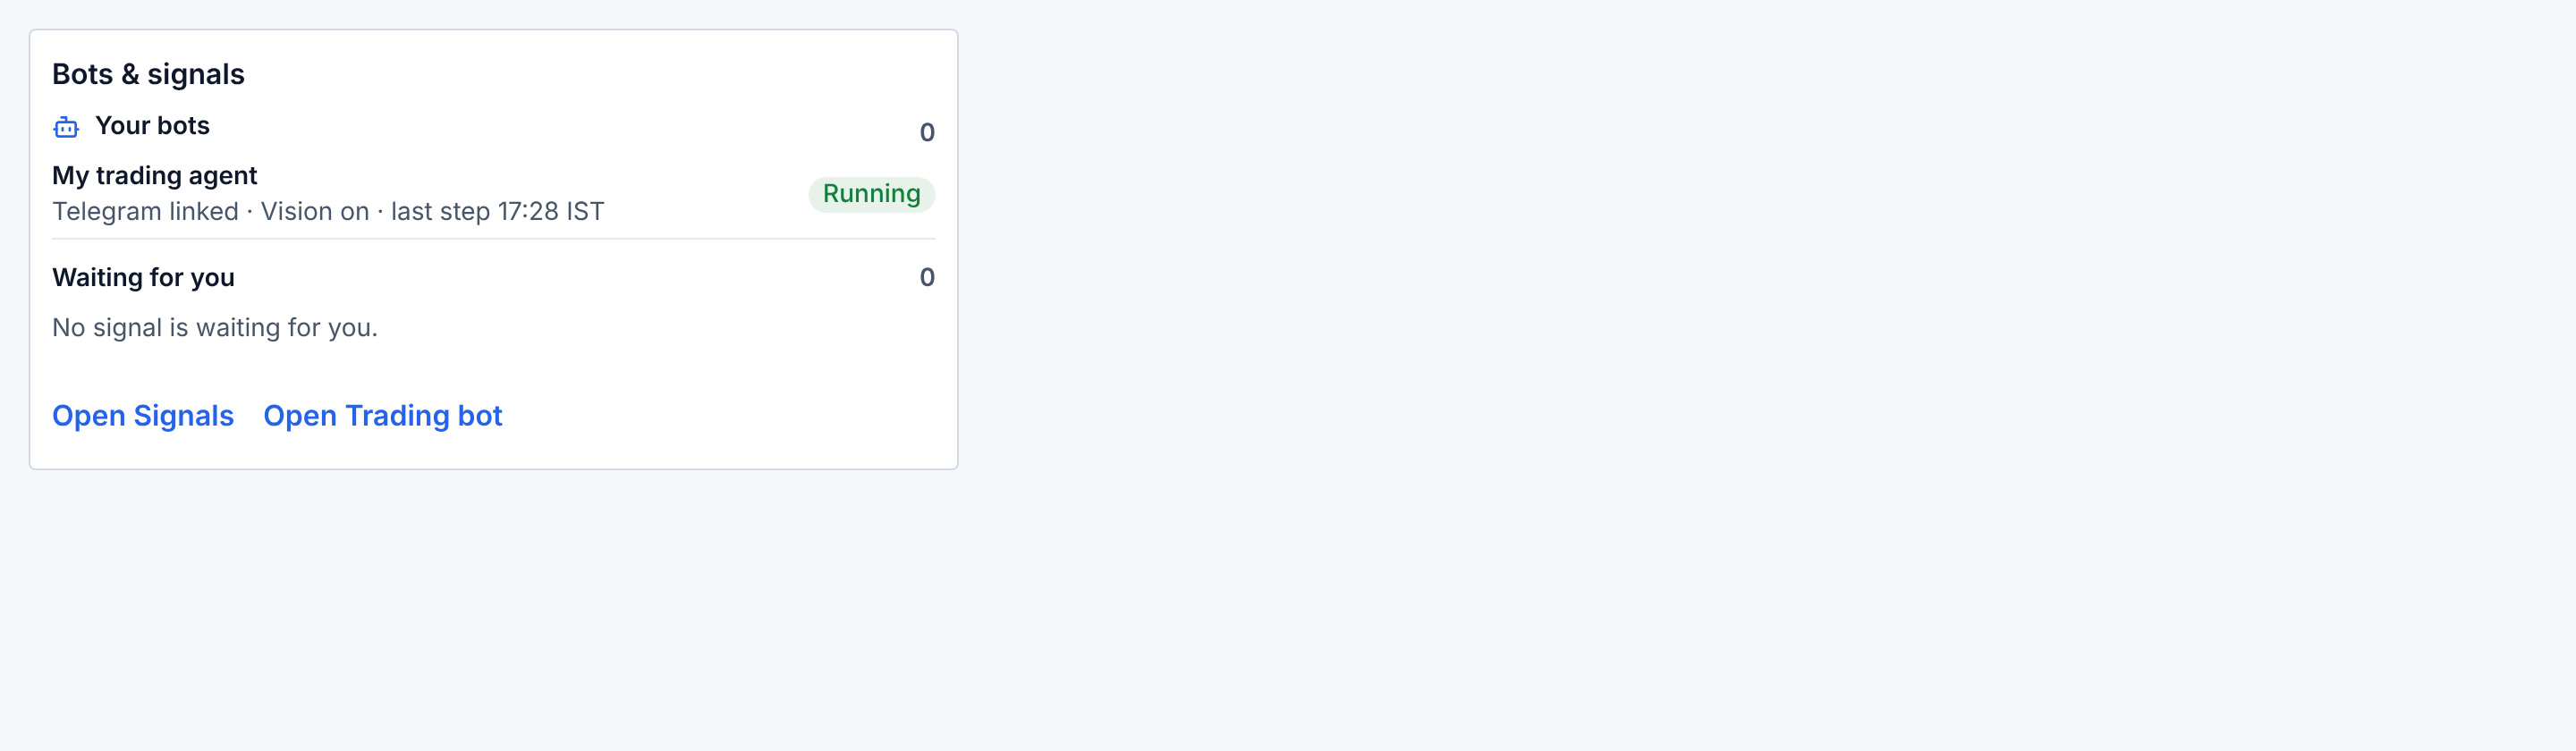 Bots & signals
Your bots 0
My trading agent
Telegram linked · Vision on · last step 17:28 IST
Running
Waiting for you 0
No signal is waiting for you.
Open Signals Open Trading bot